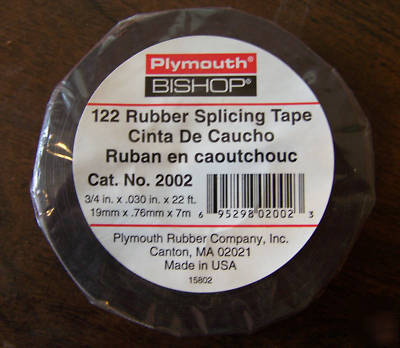 Plymouth®
BISHOP®
122 Rubber Splicing Tape
Cinta De Caucho
Ruban en caoutchouc
Cat. No. 2002
3/4 in x .030 in. x 22 ft.
19mm x .76mm x 7m
6 95298 02002 3
Plymouth Rubber Company, Inc.
Canton, MA 02021
Made in USA
15802